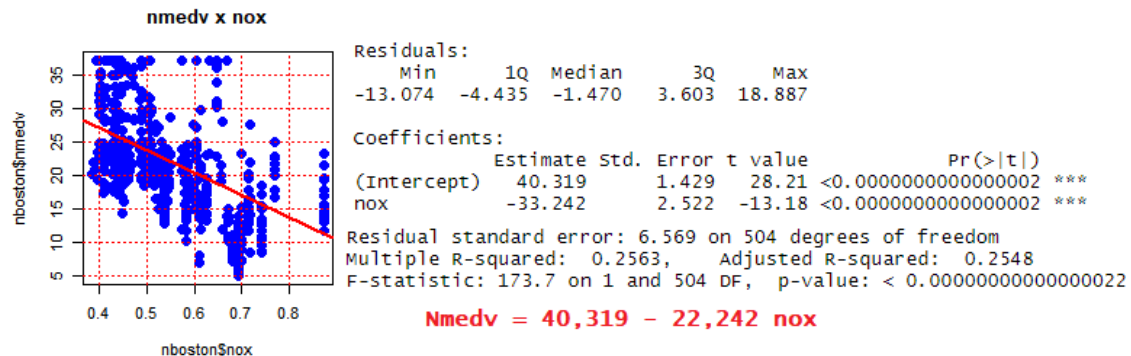 nmedv x nox
nboston$nmedv
35
30
25
20
15
10
5
0.4 0.5 0.6 0.7 0.8
nboston$nox
Residuals:
Min 1Q Median 3Q Max
-13.074 -4.435 -1.470 3.603 18.887
Coefficients:
Estimate Std. Error t value Pr(>|t|)
(Intercept) 40.319 1.429 28.21 <0.0000000000000002 ***
nox -33.242 2.522 -13.18 <0.0000000000000002 ***
Residual standard error: 6.569 on 504 degrees of freedom
Multiple R-squared: 0.2563, Adjusted R-squared: 0.2548
F-statistic: 173.7 on 1 and 504 DF, p-value: < 0.00000000000000022
Nmedv = 40,319 - 22,242 nox